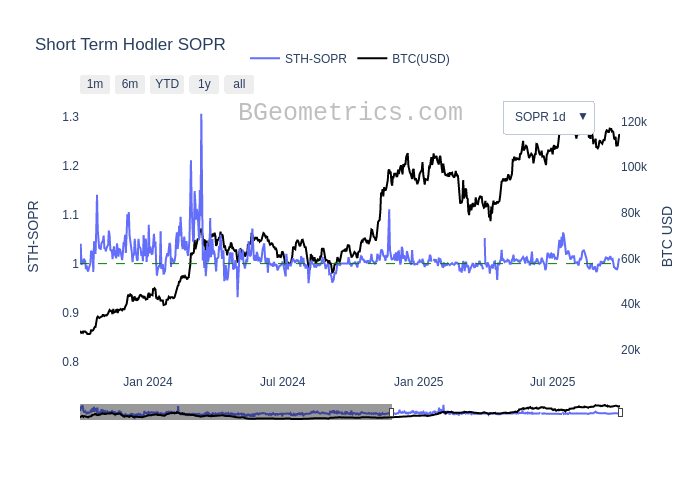 Short Term Hodler SOPR
STH-SOPR
BTC(USD)
1m
6m
YTD
1y
all
BGeometrics.com
SOPR 1d ▼
1.3
1.2
1.1
1
0.9
0.8
STH-SOPR
120k
100k
80k
60k
40k
20k
BTC USD
Jan 2024
Jul 2024
Jan 2025
Jul 2025